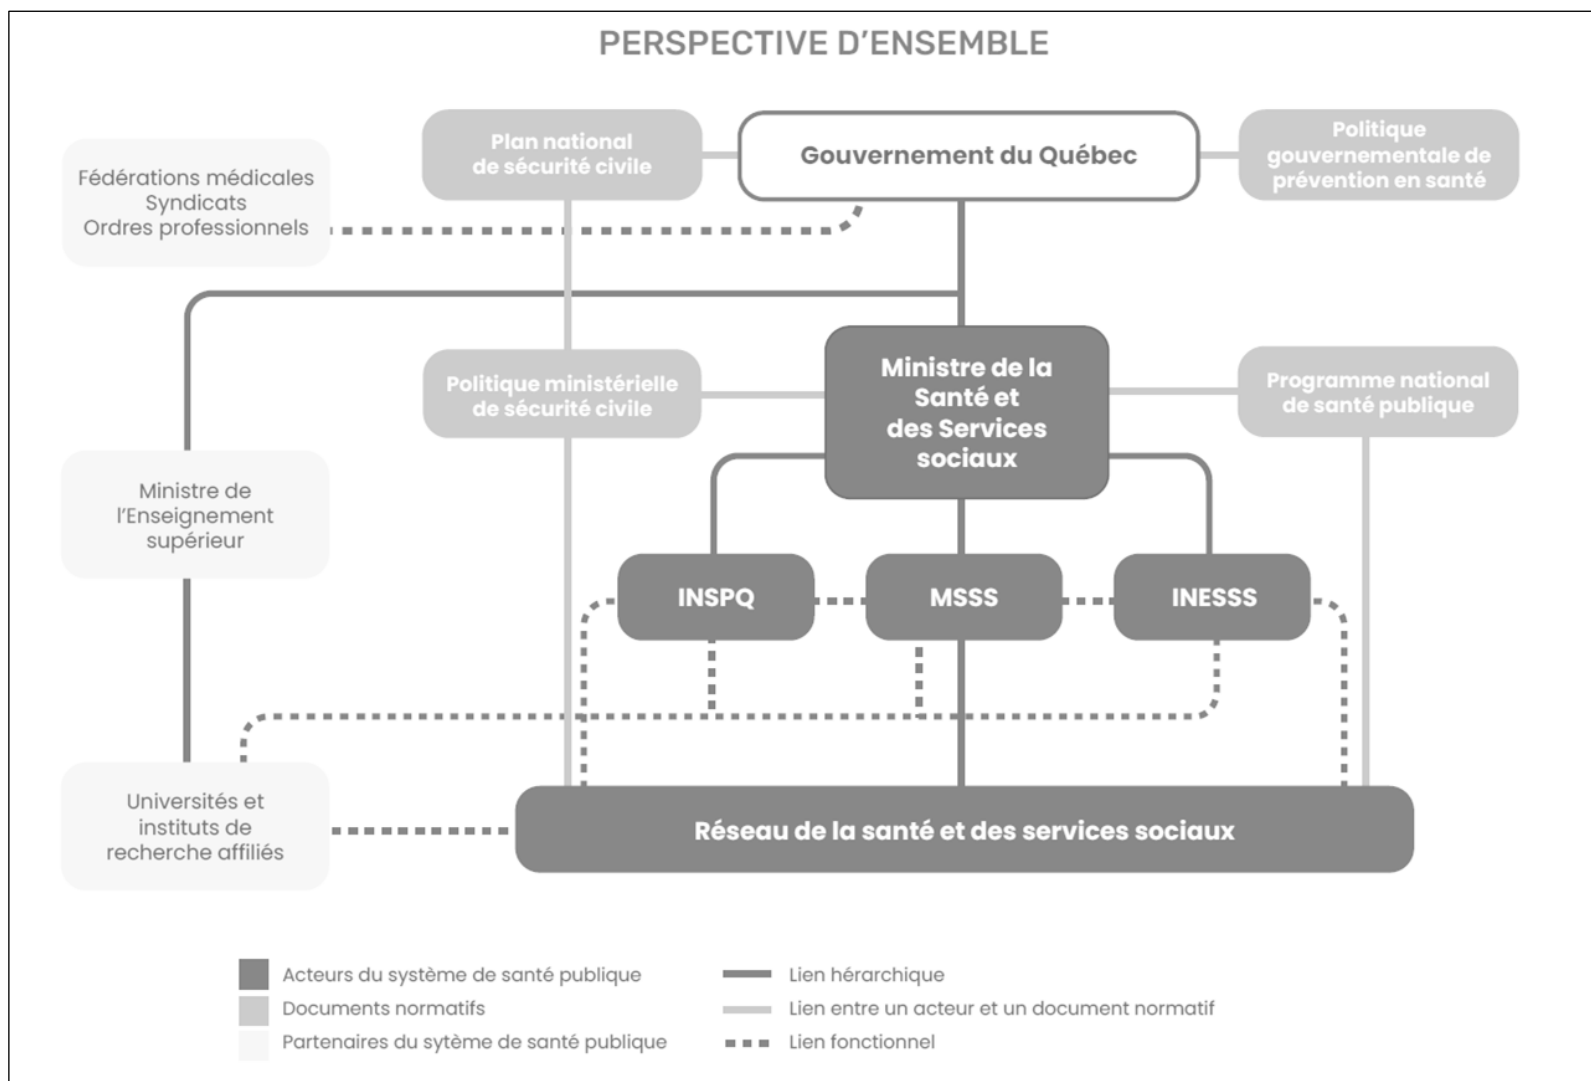 PERSPECTIVE D’ENSEMBLE
Plan national
de sécurité civile
Gouvernement du Québec
Politique
gouvernementale de
prévention en santé
Fédérations médicales
Syndicats
Ordres professionnels
Politique ministérielle
de sécurité civile
Ministre de la
Santé et
des Services
sociaux
Programme national
de santé publique
Ministre de
l’Enseignement
supérieur
INSPQ
MSSS
INESSS
Universités et
instituts de
recherche affiliés
Réseau de la santé et des services sociaux
Acteurs du système de santé publique
Documents normatifs
Partenaires du sytème de santé publique
Lien hérarchique
Lien entre un acteur et un document normatif
Lien fonctionnel